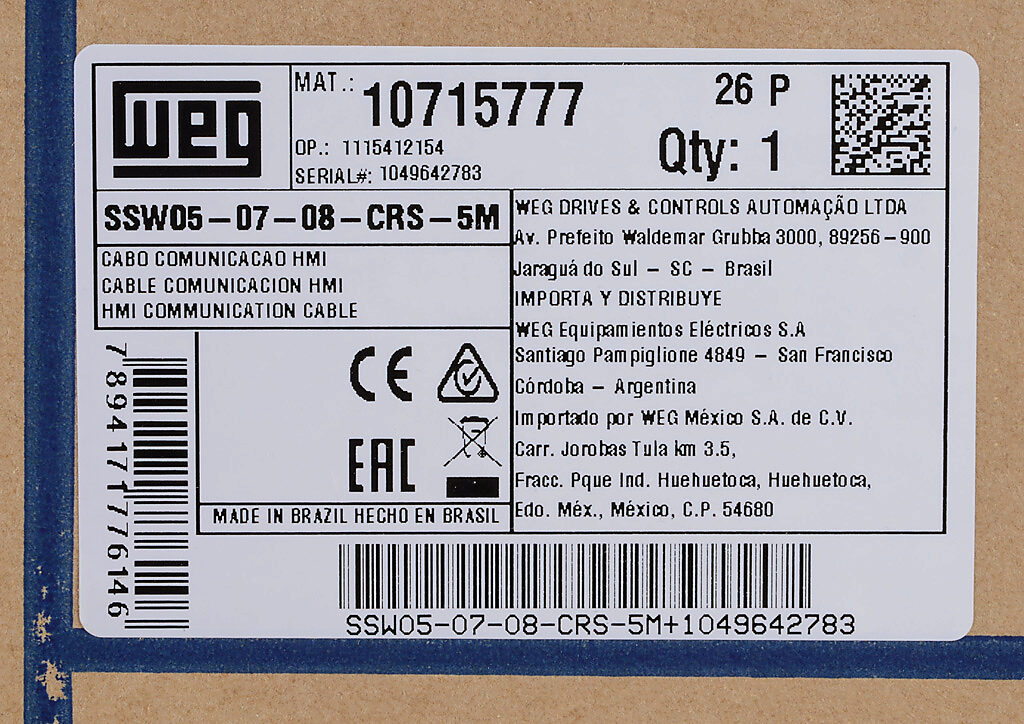 weg
MAT.: 10715777
26 P
Qty: 1
OP.: 1115412154
SERIAL#: 1049642783
SSW05-07-08-CRS-5M
CABO COMUNICACAO HMI
CABLE COMUNICACION HMI
HMI COMMUNICATION CABLE
WEG DRIVES & CONTROLS AUTOMAÇÃO LTDA
Av. Prefeito Waldemar Grubba 3000, 89256-900
Jaraguá do Sul - SC - Brasil
IMPORTA Y DISTRIBUYE
WEG Equipamientos Eléctricos S.A
Santiago Pampiglione 4849 - San Francisco
Córdoba - Argentina
Importado por WEG México S.A. de C.V.
Carr. Jorobas Tula km 3.5,
Fracc. Pque Ind. Huehuetoca, Huehuetoca,
Edo. Méx., México, C.P. 54680
CE
EAC
MADE IN BRAZIL HECHO EN BRASIL
7894171776146
SSW05-07-08-CRS-5M+1049642783